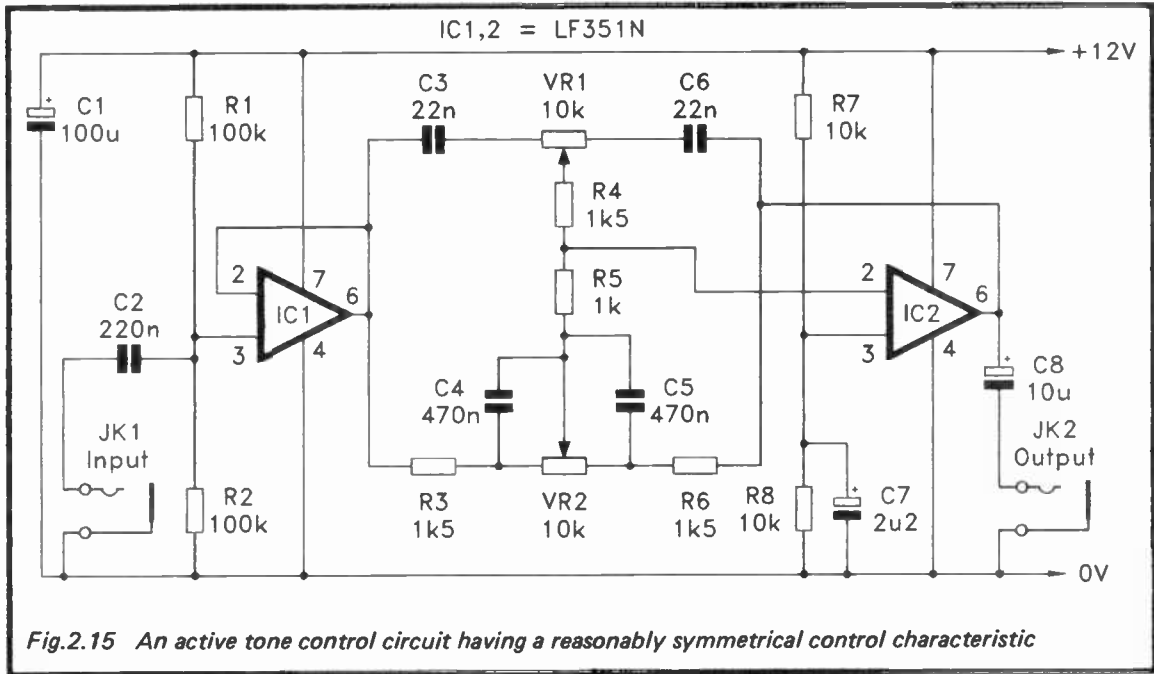 IC1,2 = LF351N
+12V
C1
100u
R1
100k
C3
22n
VR1
10k
C6
22n
R7
10k
R4
1k5
2
7
IC1
6
3
4
R5
1k
2
7
IC2
6
3
4
C2
220n
C4
470n
C5
470n
C8
10u
JK1
Input
JK2
Output
R2
100k
R3
1k5
VR2
10k
R6
1k5
R8
10k
C7
2u2
0V
Fig.2.15 An active tone control circuit having a reasonably symmetrical control characteristic